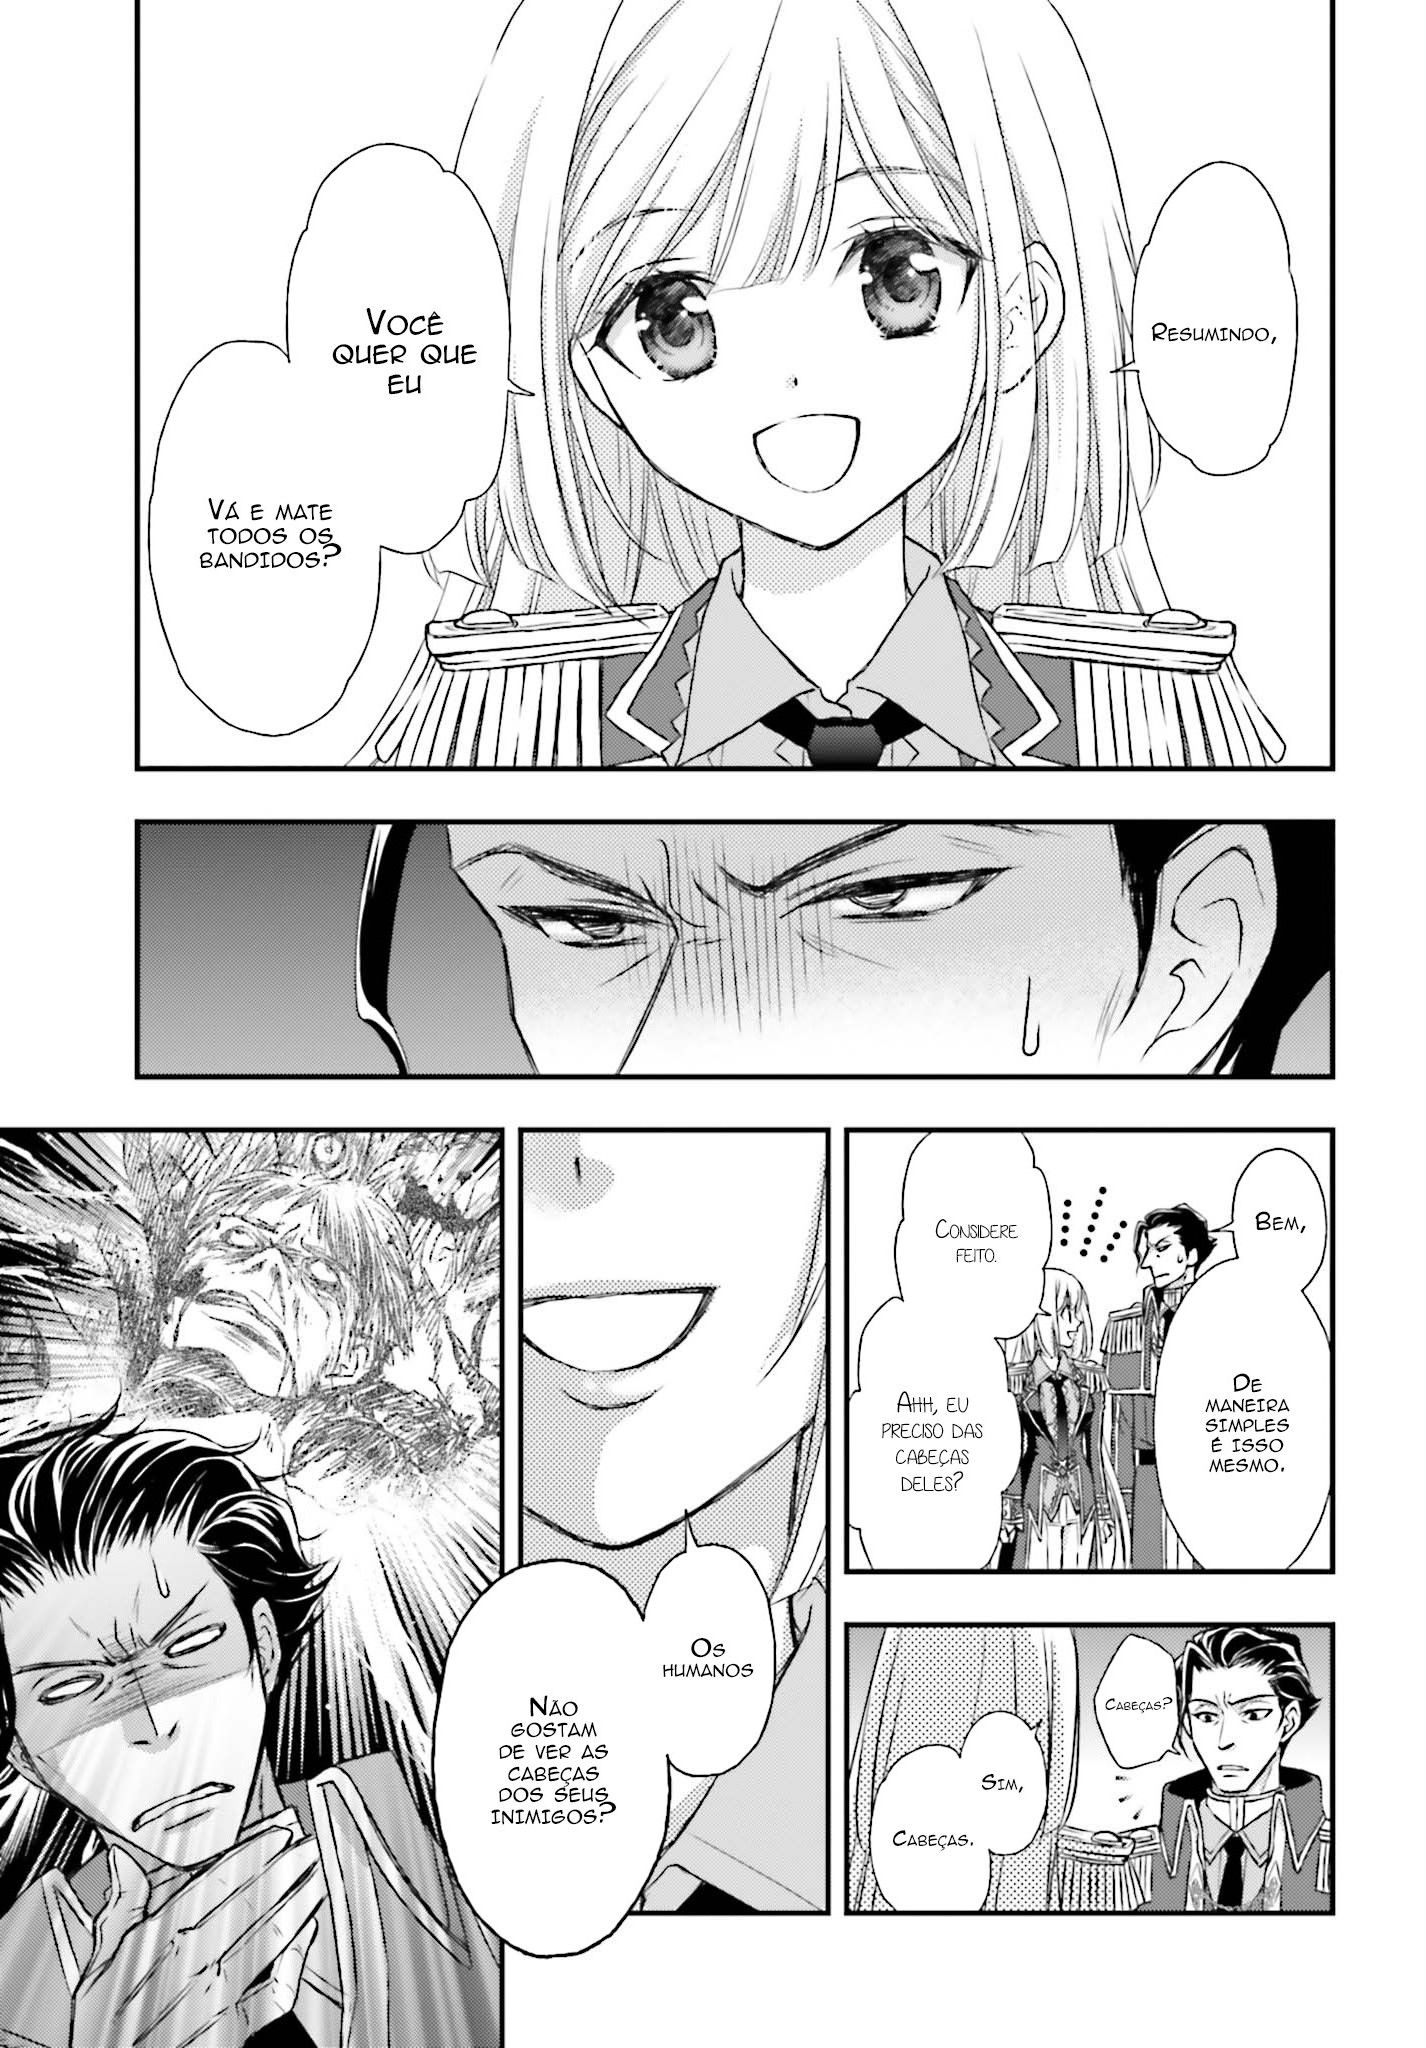 Resumindo,
Você
quer que
eu
Vá e mate
todos os
bandidos?
Bem,
De
maneira
simples
é isso
mesmo.
Considere
feito.
Ahh, eu
preciso das
cabeças
deles?
Cabeças?
Sim,
Cabeças.
Os
humanos
Não
gostam
de ver as
cabeças
dos seus
inimigos?